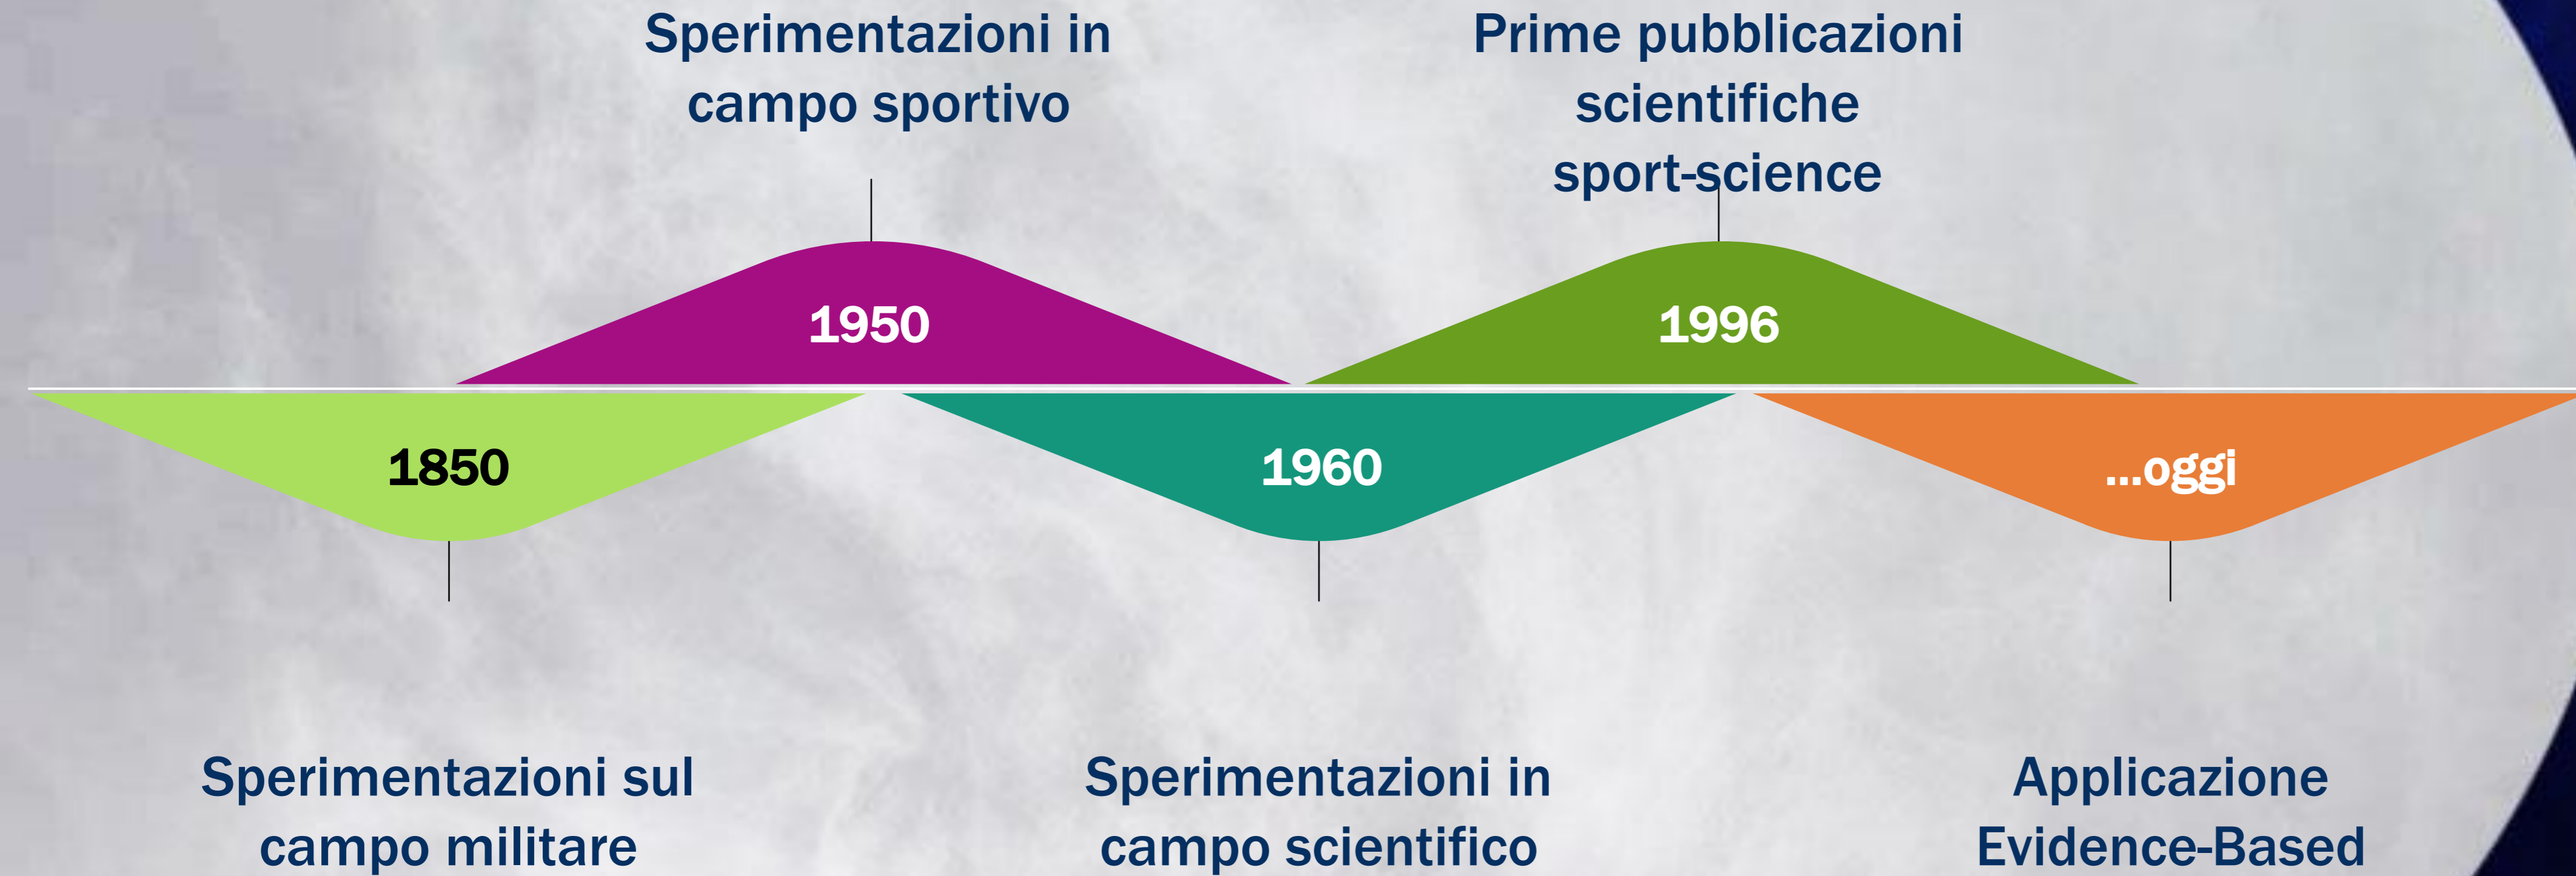 Sperimentazioni in
campo sportivo
Prime pubblicazioni
scientifiche
sport-science
1950
1996
1850
1960
...oggi
Sperimentazioni sul
campo militare
Sperimentazioni in
campo scientifico
Applicazione
Evidence-Based